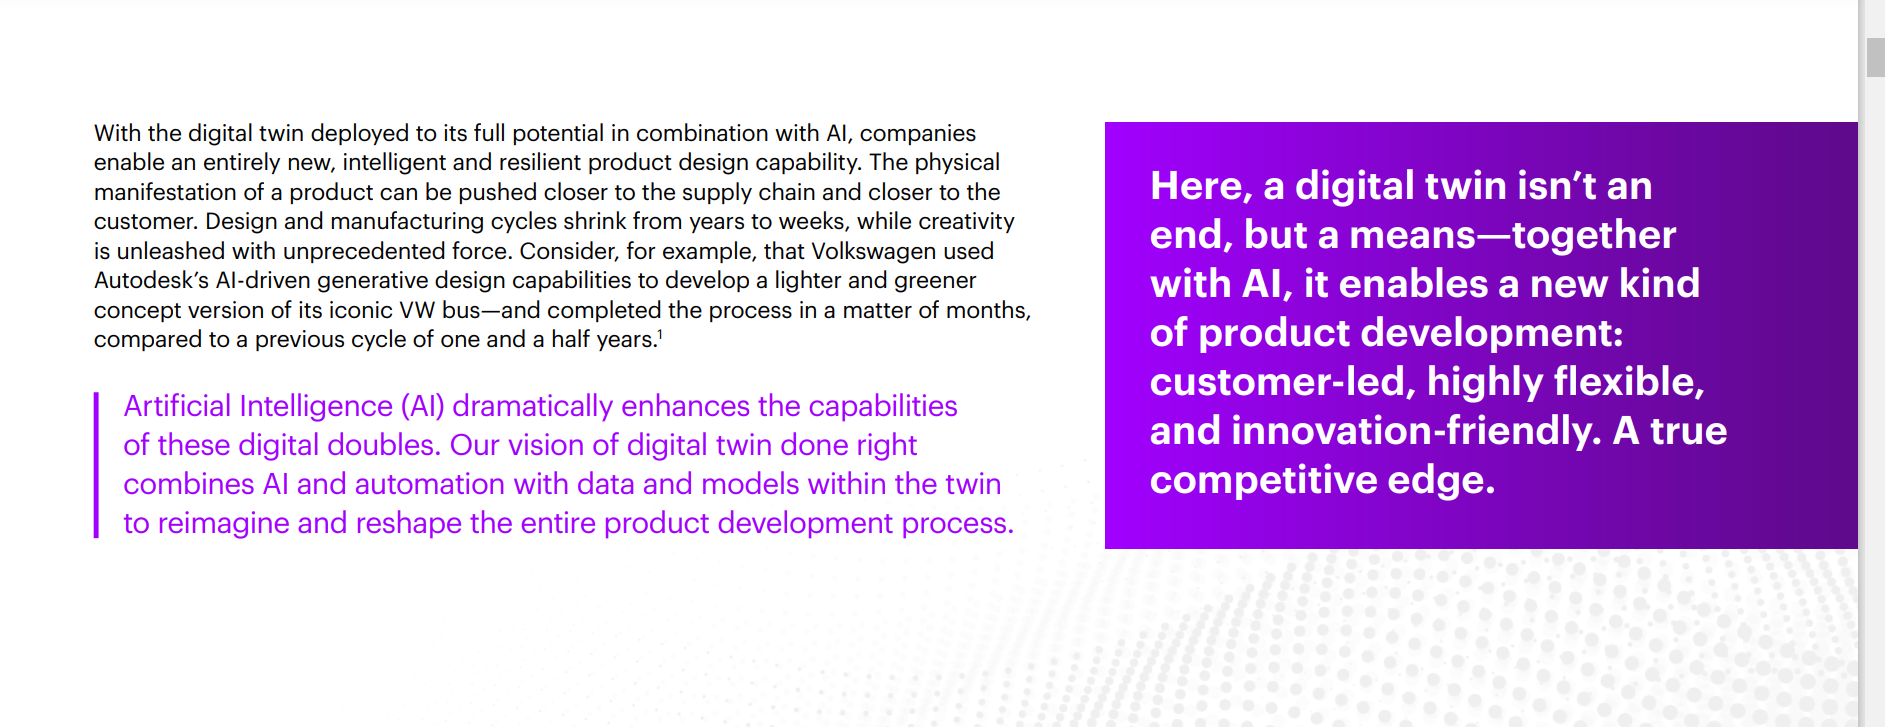 With the digital twin deployed to its full potential in combination with AI, companies
enable an entirely new, intelligent and resilient product design capability. The physical
manifestation of a product can be pushed closer to the supply chain and closer to the
customer. Design and manufacturing cycles shrink from years to weeks, while creativity
is unleashed with unprecedented force. Consider, for example, that Volkswagen used
Autodesk’s AI-driven generative design capabilities to develop a lighter and greener
concept version of its iconic VW bus—and completed the process in a matter of months,
compared to a previous cycle of one and a half years.¹
Artificial Intelligence (AI) dramatically enhances the capabilities
of these digital doubles. Our vision of digital twin done right
combines AI and automation with data and models within the twin
to reimagine and reshape the entire product development process.
Here, a digital twin isn’t an
end, but a means—together
with AI, it enables a new kind
of product development:
customer-led, highly flexible,
and innovation-friendly. A true
competitive edge.